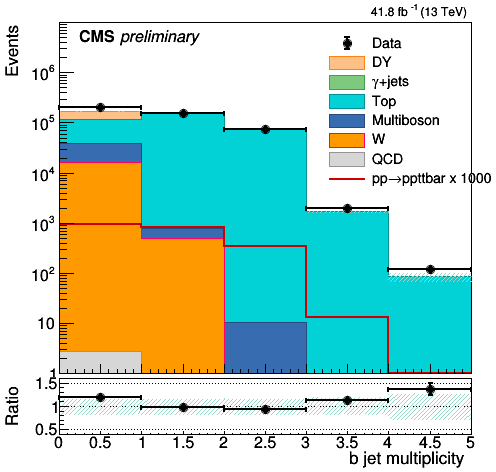 41.8 fb⁻¹ (13 TeV)
CMS preliminary
Events
Data
DY
γ+jets
Top
Multiboson
W
QCD
pp→ppttbar x 1000
10⁶
10⁵
10⁴
10³
10²
10
1
Ratio
1.5
1
0.5
0 0.5 1 1.5 2 2.5 3 3.5 4 4.5 5
b jet multiplicity